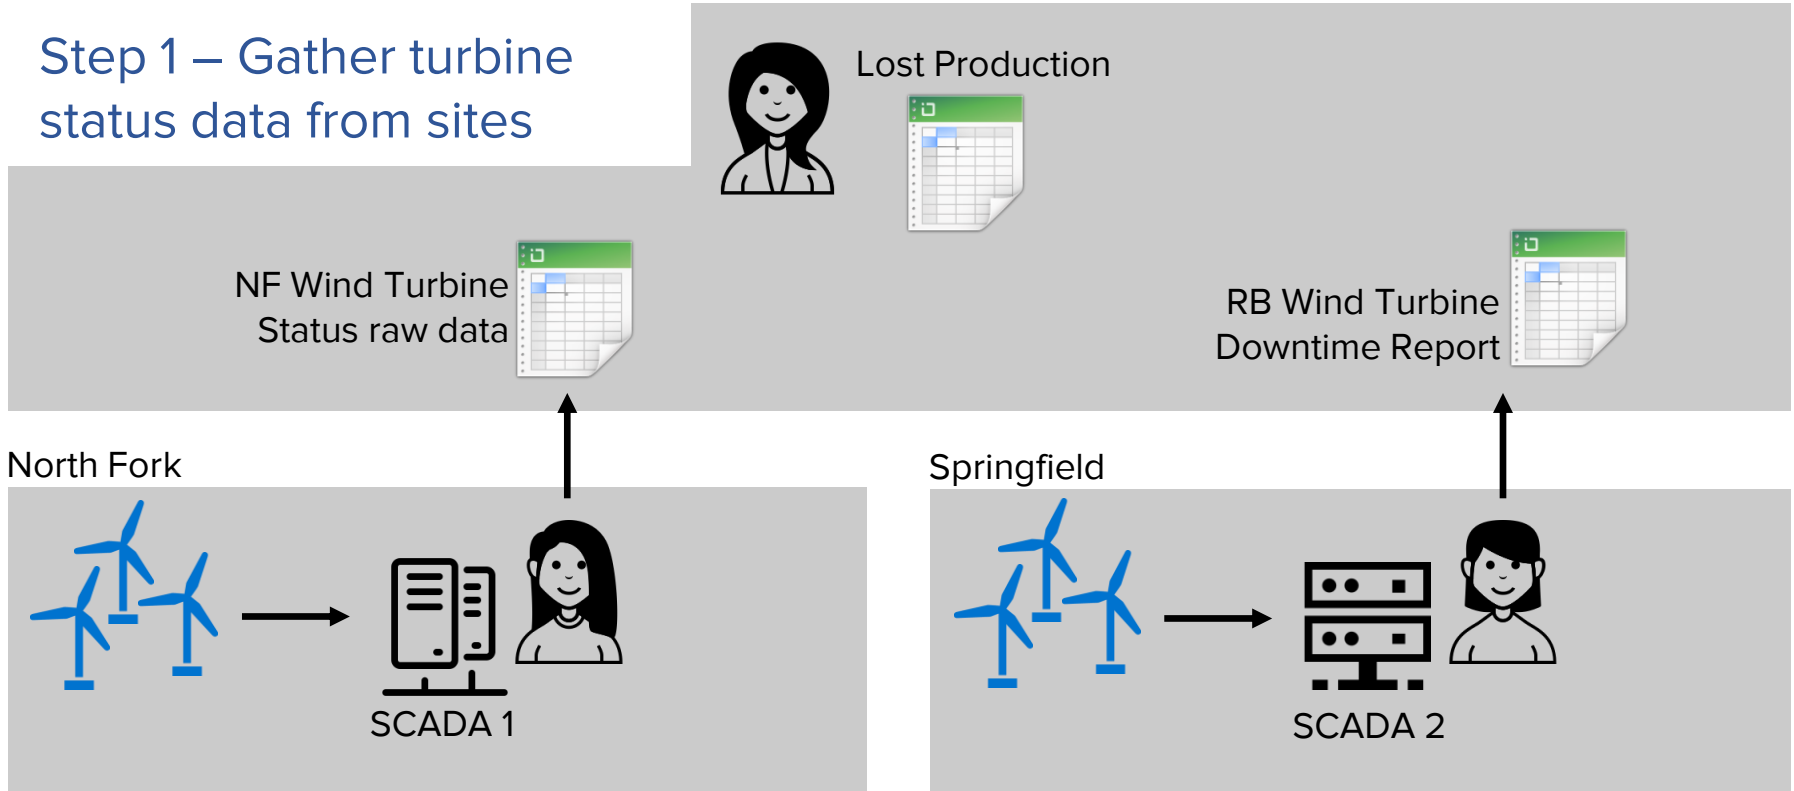 Step 1 – Gather turbine
status data from sites
Lost Production
NF Wind Turbine
Status raw data
RB Wind Turbine
Downtime Report
North Fork
Springfield
SCADA 1
SCADA 2